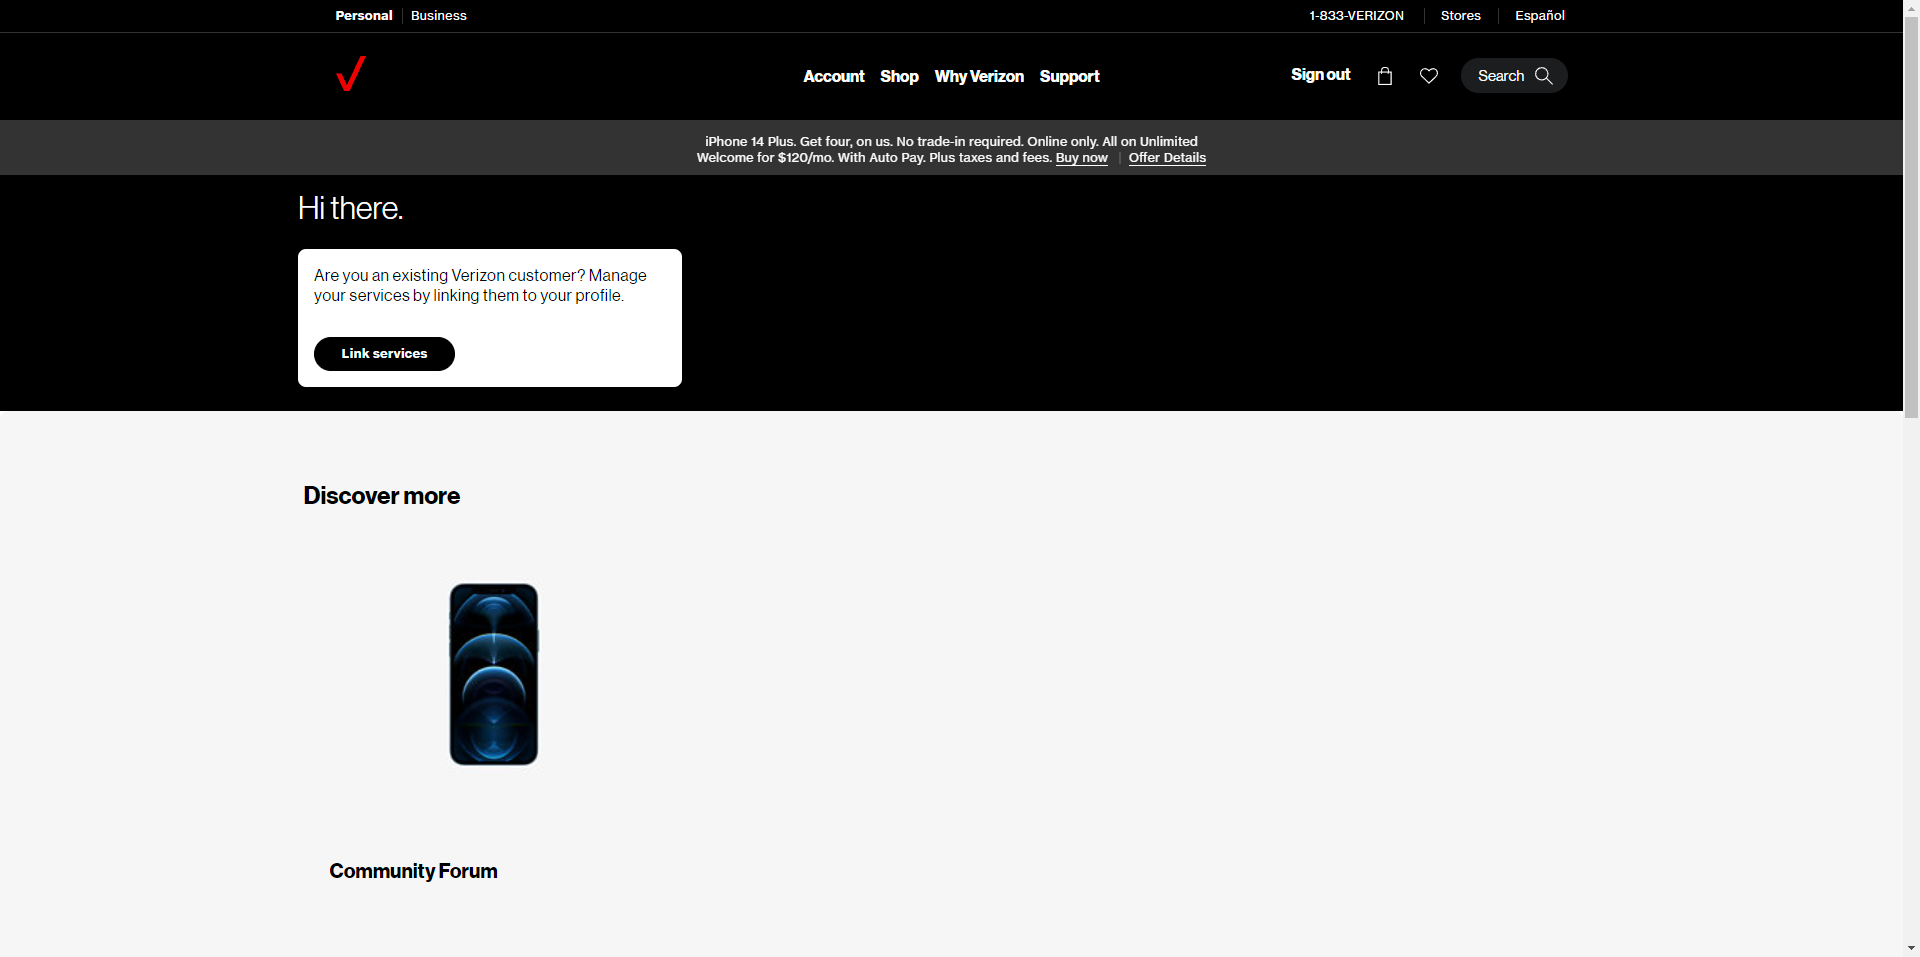 Personal Business
1-833-VERIZON Stores Español
Account Shop Why Verizon Support
Sign out Search
iPhone 14 Plus. Get four, on us. No trade-in required. Online only. All on Unlimited
Welcome for $120/mo. With Auto Pay. Plus taxes and fees. Buy now | Offer Details
Hi there.
Are you an existing Verizon customer? Manage
your services by linking them to your profile.
Link services
Discover more
Community Forum